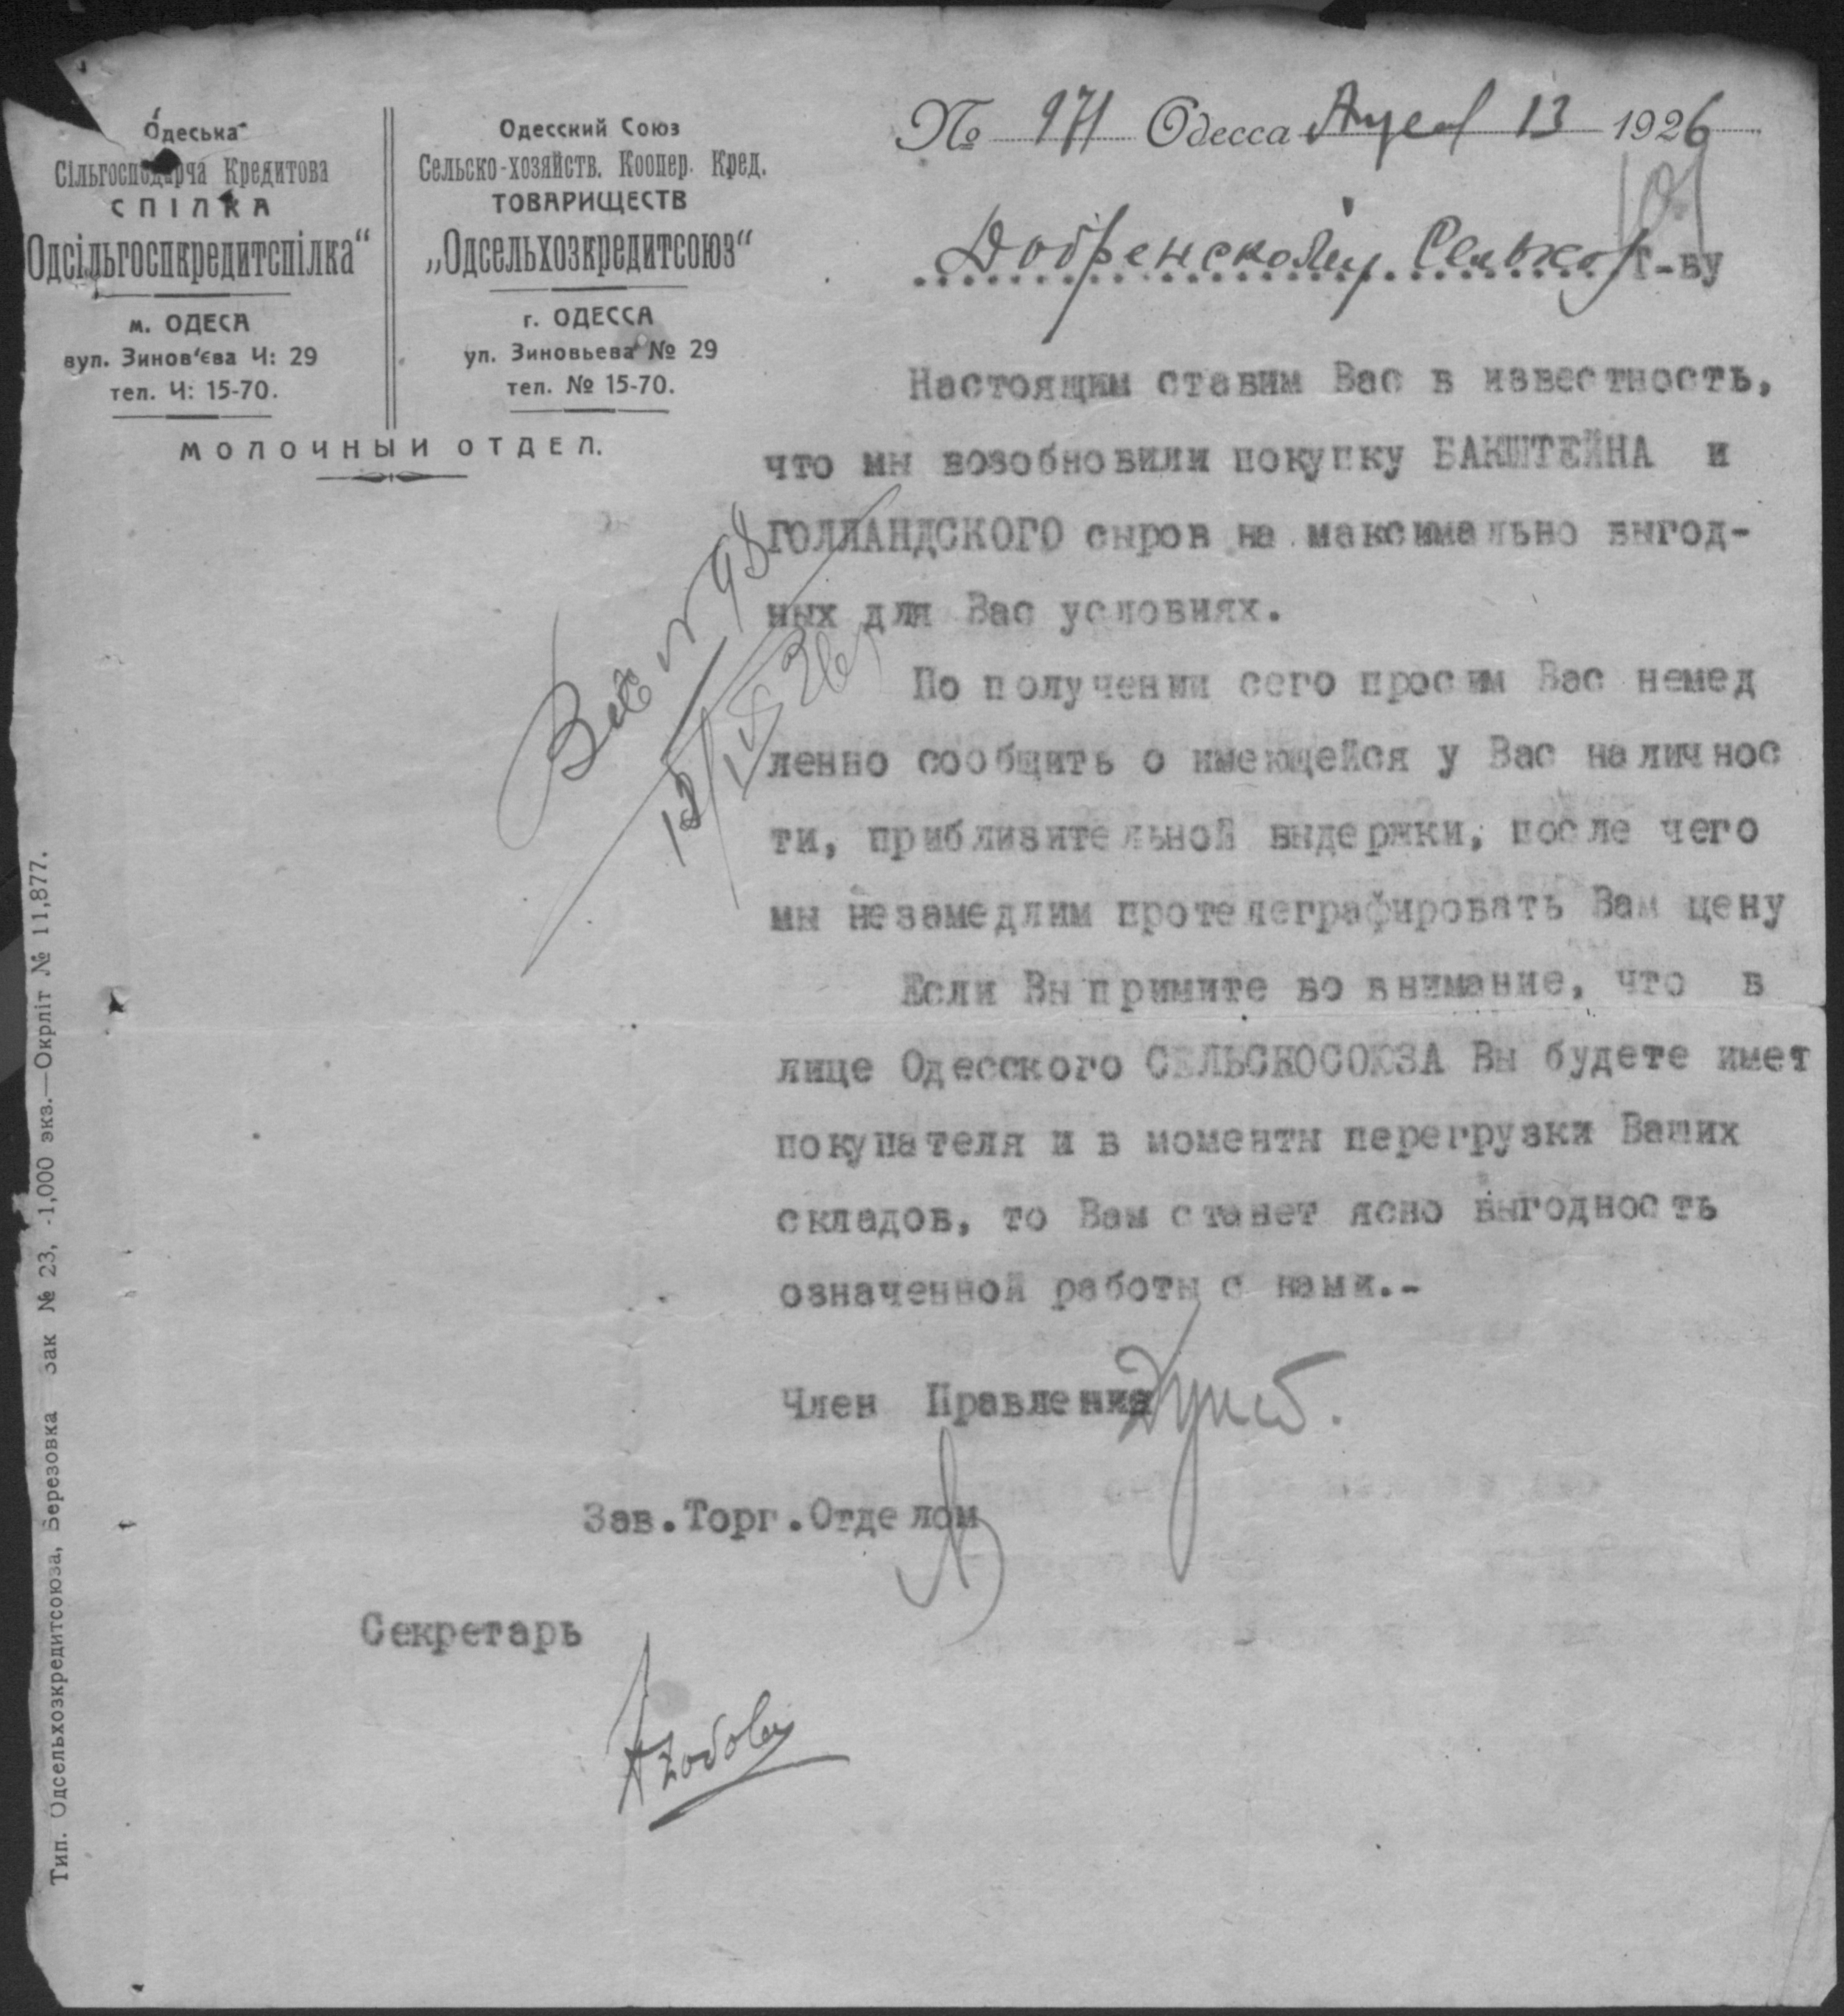 Одеська
Сільгосподарча Кредитова
СПІЛКА
"Одсільгоспкредитспілка"
м. ОДЕСА
вул. Зинов'єва Ч: 29
тел. Ч: 15-70.
Одесский Союз
Сельско-хозяйств. Коопер. Кред.
ТОВАРИЩЕСТВ
„Одсельхозкредитсоюз"
г. ОДЕССА
ул. Зиновьева № 29
тел. № 15-70.
МОЛОЧНЫЙ ОТДЕЛ.
№ 971 Одесса 13 1926
101
Добренскому Сельхоз Т-ву
Настоящим ставим Вас в известность,
что мы возобновили покупку БАКШТЕЙНА и
ГОЛЛАНДСКОГО сыров на максимально выгод-
ных для Вас условиях.
По получении сего просим Вас немед
ленно сообщить о имеющейся у Вас наличнос
ти, приблизительной выдержки, после чего
мы незамедлим протелеграфировать Вам цену
Если Вы примите во внимание, что в
лице Одесского СЕЛЬСКОСОЮЗА Вы будете имет
покупателя и в моменты перегрузки Ваших
складов, то Вам станет ясно выгодность
означенной работы с нами.-
Член Правления
Зав.Торг.Отделом
Секретарь
№ 98
Тип. Одсельхозкредитсоюза, Березовка Зак № 23, -1,000 экз.—Окрліт № 11,877.